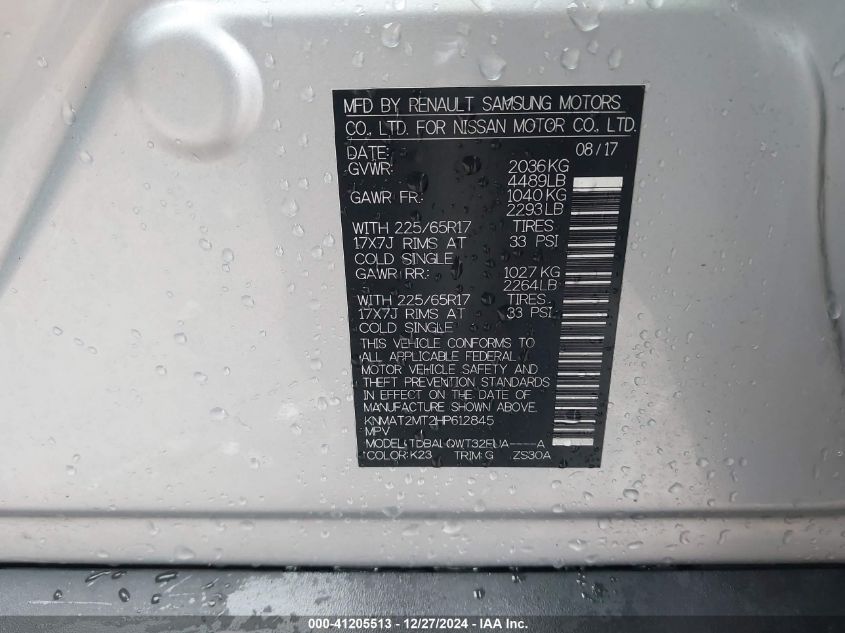 MFD BY RENAULT SAMSUNG MOTORS
CO., LTD. FOR NISSAN MOTOR CO., LTD.
DATE: 08/17
GVWR: 2036KG
4489LB
GAWR FR: 1040KG
2293LB
WITH 225/65R17 TIRES
17X7J RIMS AT 33 PSI
COLD SINGLE
GAWR RR: 1027 KG
2264LB
WITH 225/65R17 TIRES
17X7J RIMS AT 33 PSI
COLD SINGLE
THIS VEHICLE CONFORMS TO
ALL APPLICABLE FEDERAL
MOTOR VEHICLE SAFETY AND
THEFT PREVENTION STANDARDS
IN EFFECT ON THE DATE OF
MANUFACTURE SHOWN ABOVE.
KNMAT2MT2HP612845
MPV
MODEL: A
COLOR: K23 TRIM: G ZS30A
000-41205513 - 12/27/2024 - IAA Inc.